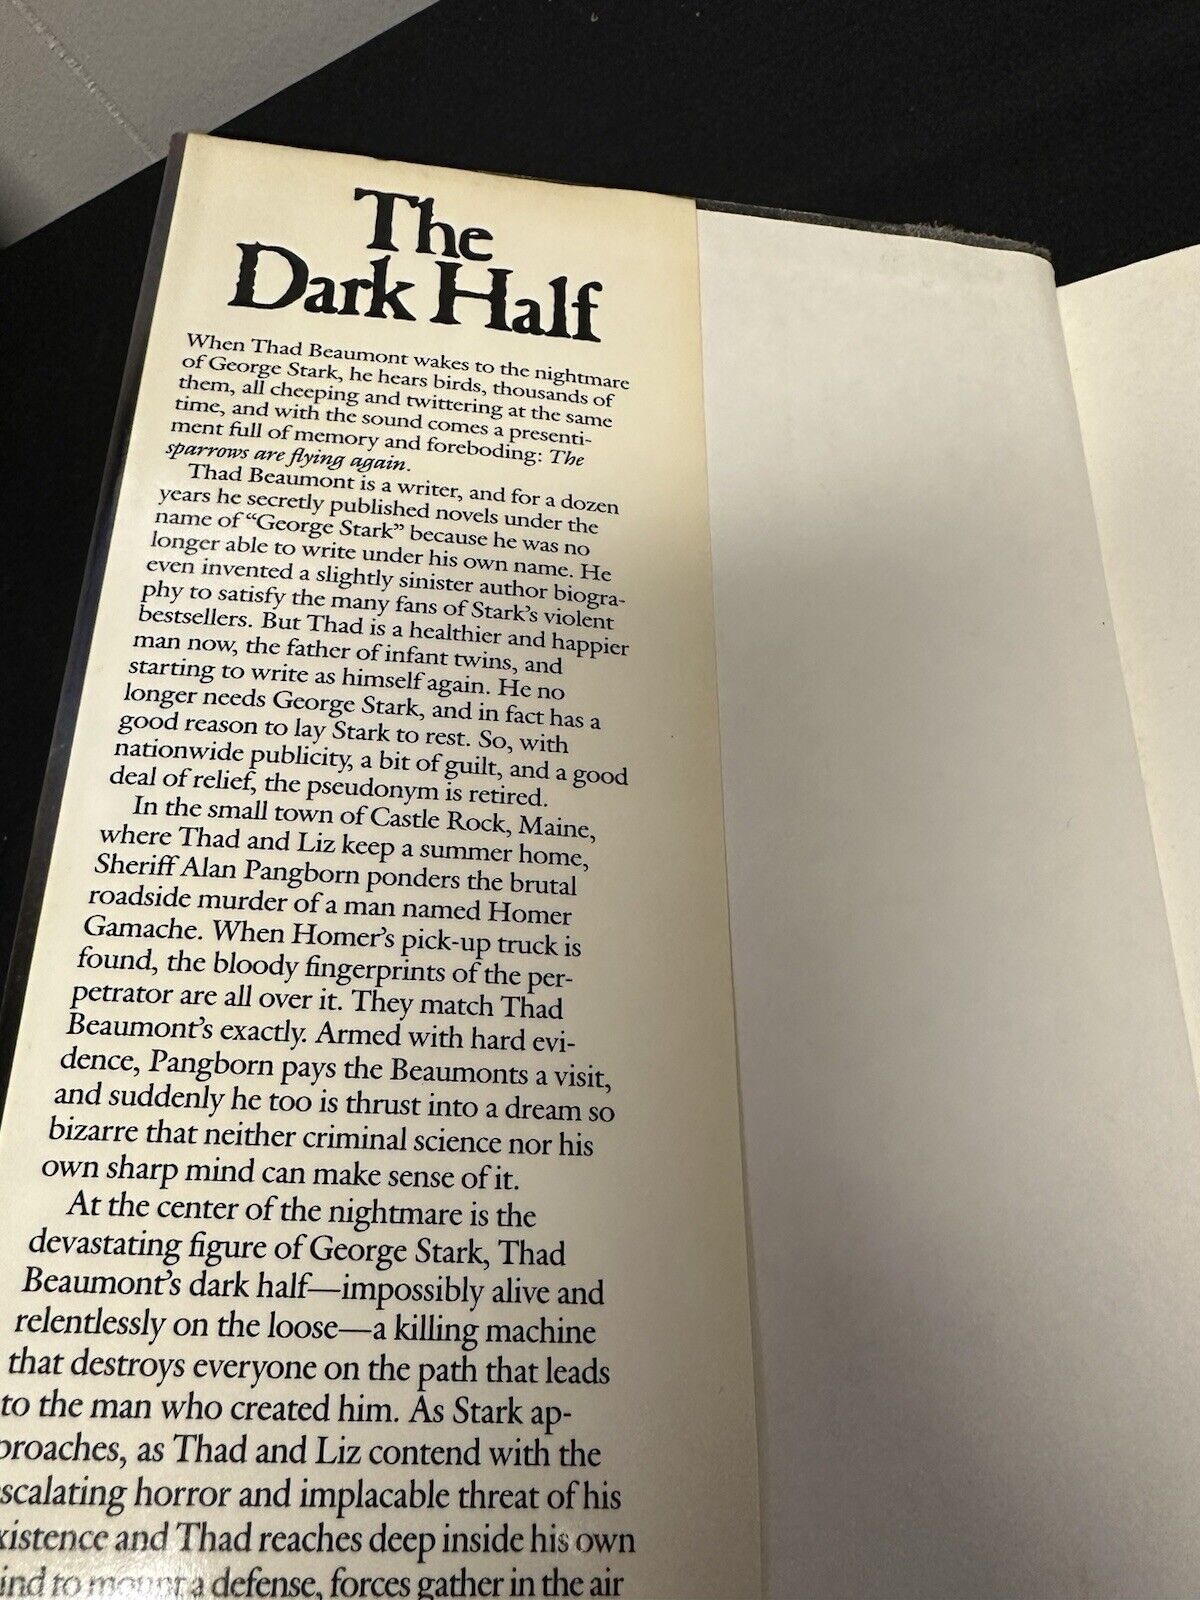 The
Dark Half
When Thad Beaumont wakes to the nightmare
of George Stark, he hears birds, thousands of
them, all cheeping and twittering at the same
time, and with the sound comes a presenti-
ment full of memory and foreboding: The
sparrows are flying again.
Thad Beaumont is a writer, and for a dozen
years he secretly published novels under the
name of “George Stark” because he was no
longer able to write under his own name. He
even invented a slightly sinister author biogra-
phy to satisfy the many fans of Stark’s violent
bestsellers. But Thad is a healthier and happier
man now, the father of infant twins, and
starting to write as himself again. He no
longer needs George Stark, and in fact has a
good reason to lay Stark to rest. So, with
nationwide publicity, a bit of guilt, and a good
deal of relief, the pseudonym is retired.
In the small town of Castle Rock, Maine,
where Thad and Liz keep a summer home,
Sheriff Alan Pangborn ponders the brutal
roadside murder of a man named Homer
Gamache. When Homer’s pick-up truck is
found, the bloody fingerprints of the per-
petrator are all over it. They match Thad
Beaumont’s exactly. Armed with hard evi-
dence, Pangborn pays the Beaumonts a visit,
and suddenly he too is thrust into a dream so
bizarre that neither criminal science nor his
own sharp mind can make sense of it.
At the center of the nightmare is the
devastating figure of George Stark, Thad
Beaumont’s dark half—impossibly alive and
relentlessly on the loose—a killing machine
that destroys everyone on the path that leads
to the man who created him. As Stark ap-
proaches, as Thad and Liz contend with the
scalating horror and implacable threat of his
xistence and Thad reaches deep inside his own
ind to mount a defense, forces gather in the air